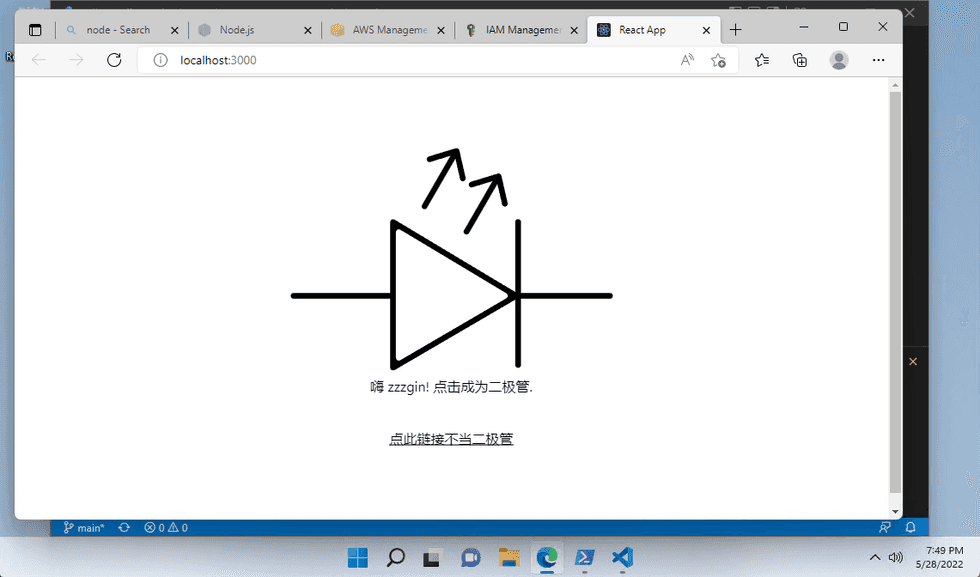 node - Search
Node.js
AWS Manageme
IAM Manageme
React App
localhost:3000
嗨 zzzgin! 点击成为二极管.
点此链接不当二极管
main*
0
0
7:49 PM
5/28/2022